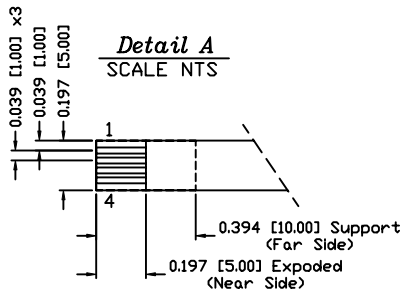 0.039 [1.00] x3
0.039 [1.00]
0.197 [5.00]
Detail A
SCALE NTS
1
4
0.394 [10.00] Support
(Far Side)
0.197 [5.00] Expoded
(Near Side)